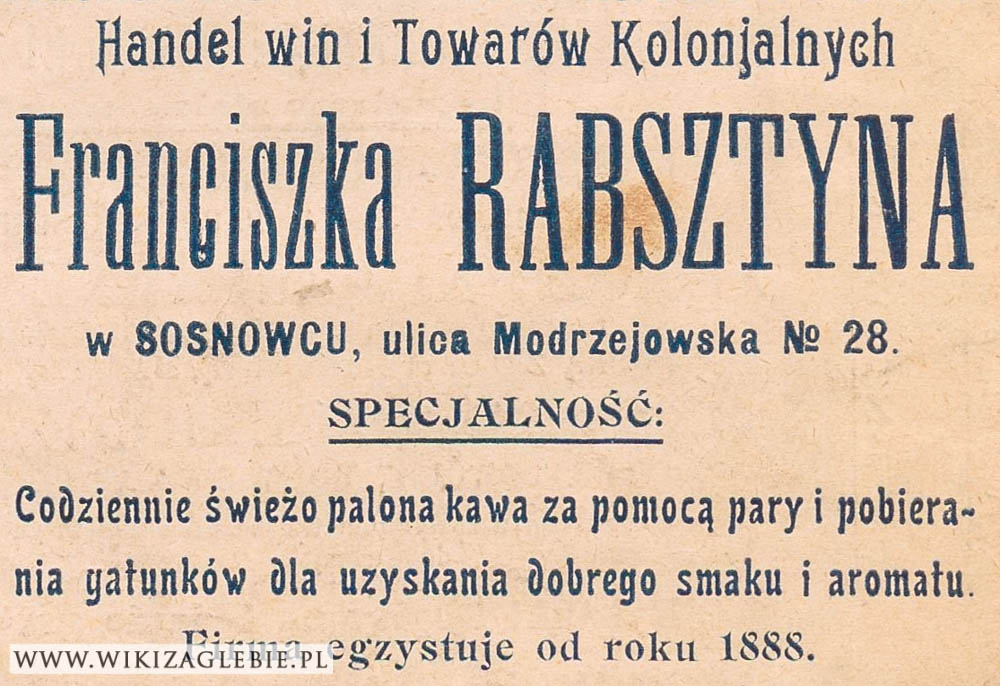 Handel win i Towarów Kolonjalnych
Franciszka RABSZTYNA
w SOSNOWCU, ulica Modrzejowska № 28.
SPECJALNOŚĆ:
Codziennie świeżo palona kawa za pomocą pary i pobiera-
nia gatunków dla uzyskania dobrego smaku i aromatu.
Firma egzystuje od roku 1888.
WWW.WIKIZAGLEBIE.PL